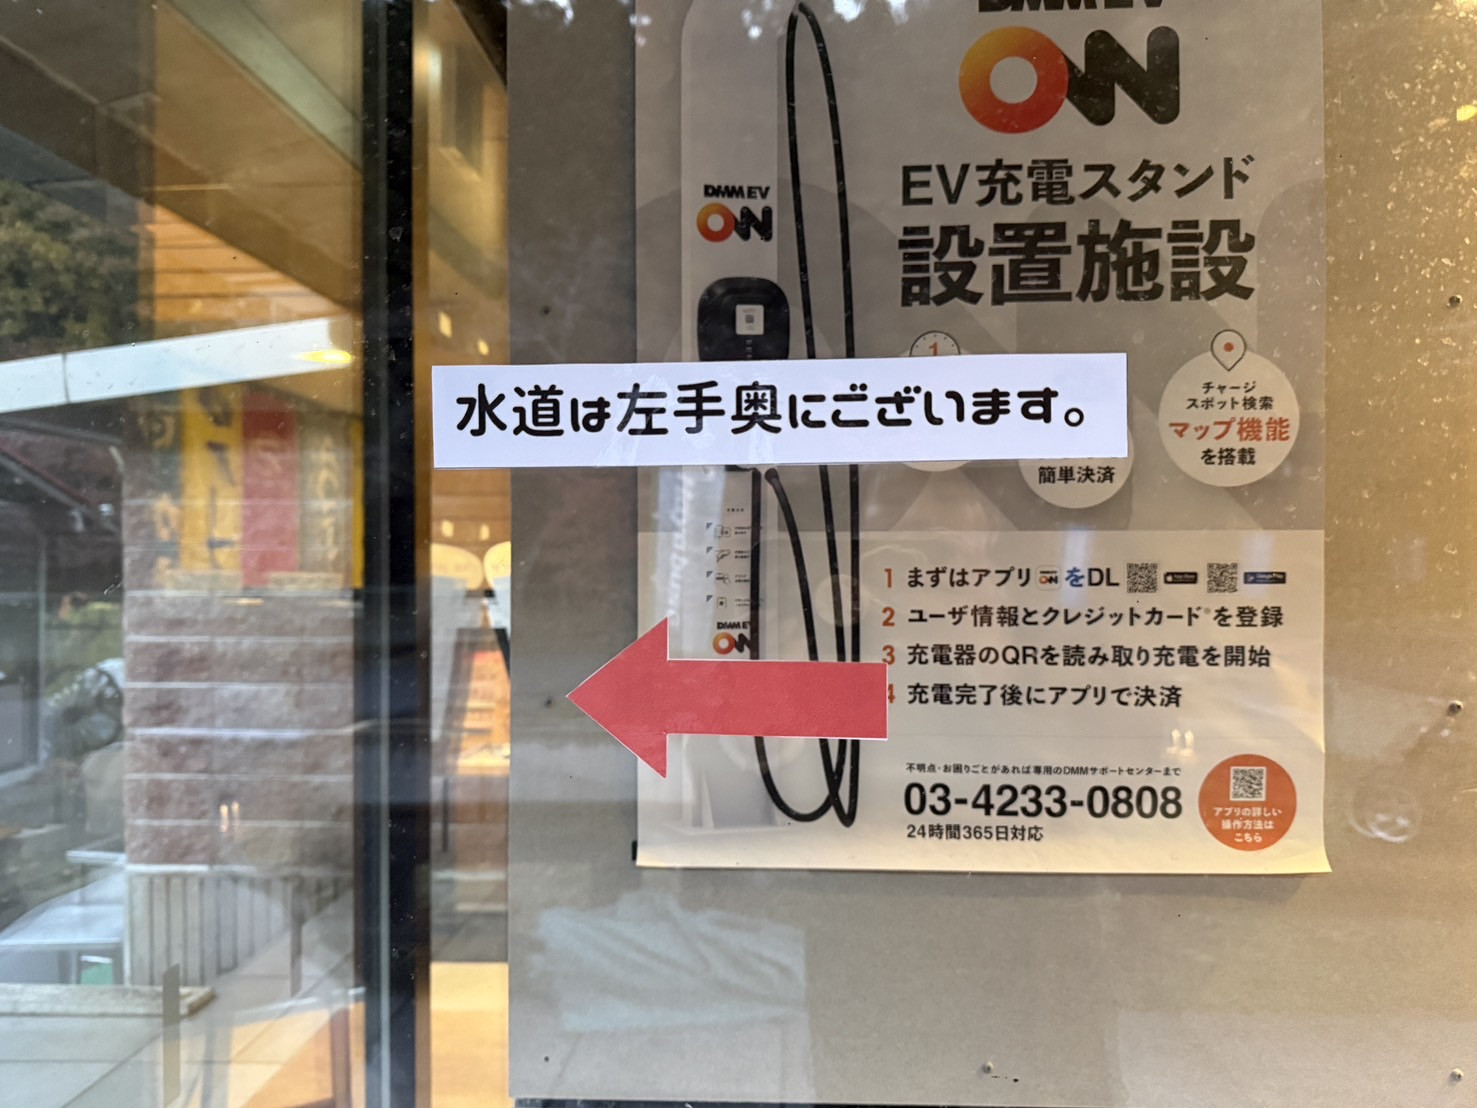 DMM EV
ON
EV充電スタンド
設置施設
DMM EV
ON
1
チャージ
スポット検索
マップ機能
を搭載
水道は左手奥にございます。
簡単決済
1 まずはアプリ ON をDL
2 ユーザ情報とクレジットカード※を登録
3 充電器のQRを読み取り充電を開始
4 充電完了後にアプリで決済
DMM EV
ON
不明点・お困りごとがあれば専用のDMMサポートセンターまで
03-4233-0808
24時間365日対応
アプリの詳しい
操作方法は
こちら